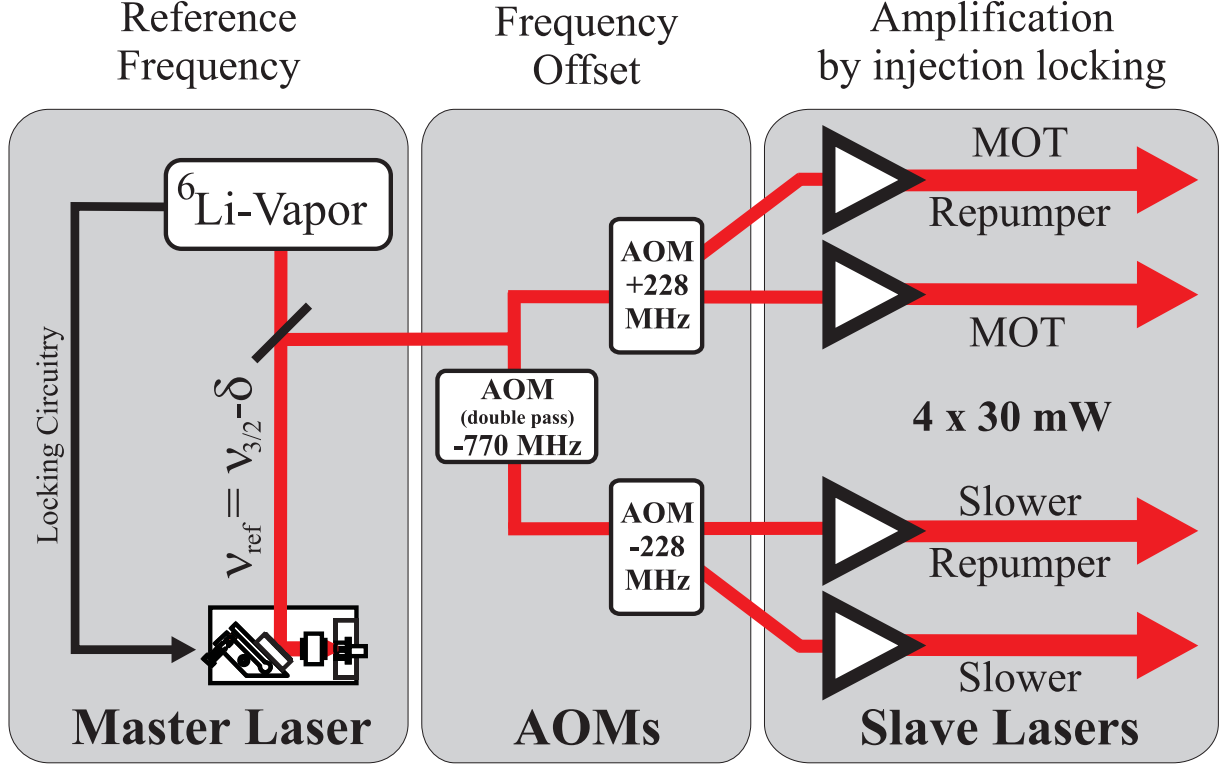 Reference
Frequency
Frequency
Offset
Amplification
by injection locking
⁶Li-Vapor
Locking Circuitry
ν_ref = ν_3/2-δ
Master Laser
AOM
+228
MHz
AOM
(double pass)
-770 MHz
AOM
-228
MHz
AOMs
MOT
Repumper
MOT
4 x 30 mW
Slower
Repumper
Slower
Slave Lasers